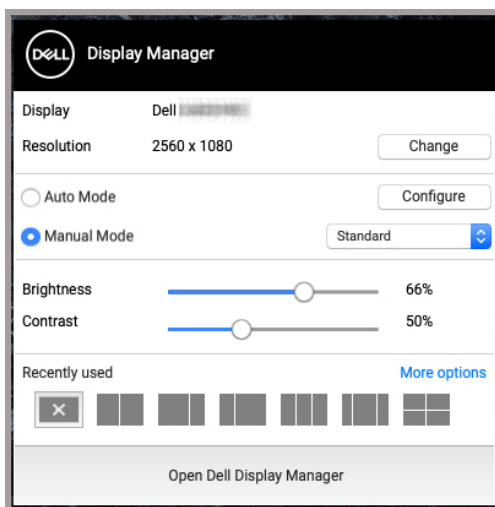 DELL Display Manager
Display Dell
Resolution 2560 x 1080 Change
Auto Mode Configure
Manual Mode Standard
Brightness 66%
Contrast 50%
Recently used More options
Open Dell Display Manager